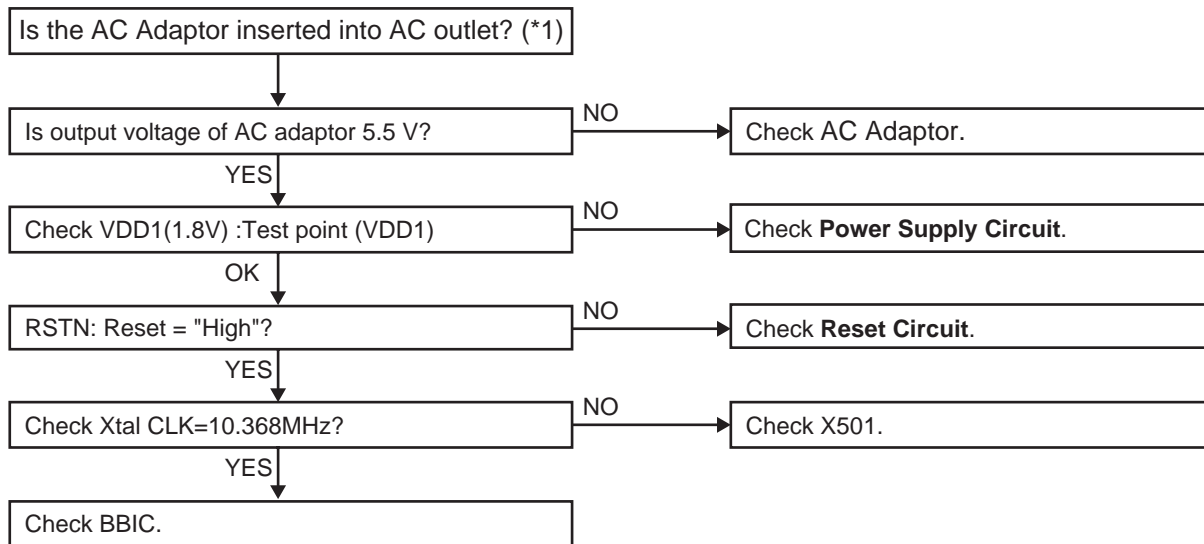 Is the AC Adaptor inserted into AC outlet? (*1)
Is output voltage of AC adaptor 5.5 V?
NO
Check AC Adaptor.
YES
Check VDD1(1.8V) :Test point (VDD1)
NO
Check Power Supply Circuit.
OK
RSTN: Reset = "High"?
NO
Check Reset Circuit.
YES
Check Xtal CLK=10.368MHz?
NO
Check X501.
YES
Check BBIC.